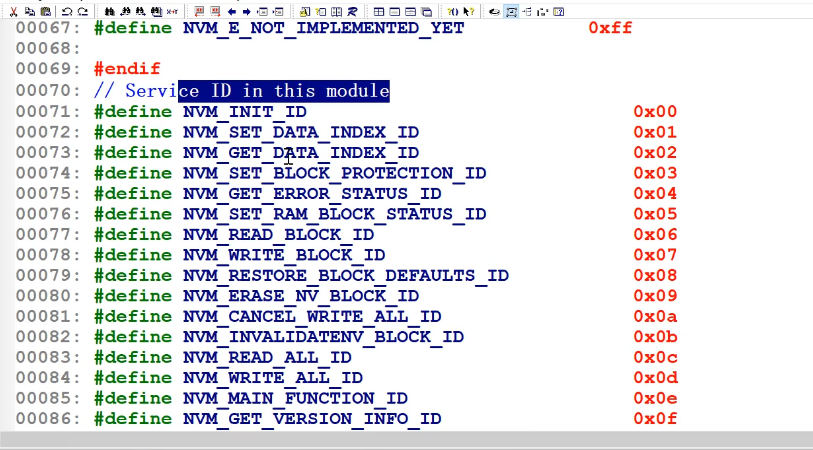 00067: #define NVM_E_NOT_IMPLEMENTED_YET 0xff
00068:
00069: #endif
00070: // Service ID in this module
00071: #define NVM_INIT_ID 0x00
00072: #define NVM_SET_DATA_INDEX_ID 0x01
00073: #define NVM_GET_DATA_INDEX_ID 0x02
00074: #define NVM_SET_BLOCK_PROTECTION_ID 0x03
00075: #define NVM_GET_ERROR_STATUS_ID 0x04
00076: #define NVM_SET_RAM_BLOCK_STATUS_ID 0x05
00077: #define NVM_READ_BLOCK_ID 0x06
00078: #define NVM_WRITE_BLOCK_ID 0x07
00079: #define NVM_RESTORE_BLOCK_DEFAULTS_ID 0x08
00080: #define NVM_ERASE_NV_BLOCK_ID 0x09
00081: #define NVM_CANCEL_WRITE_ALL_ID 0x0a
00082: #define NVM_INVALIDATENV_BLOCK_ID 0x0b
00083: #define NVM_READ_ALL_ID 0x0c
00084: #define NVM_WRITE_ALL_ID 0x0d
00085: #define NVM_MAIN_FUNCTION_ID 0x0e
00086: #define NVM_GET_VERSION_INFO_ID 0x0f